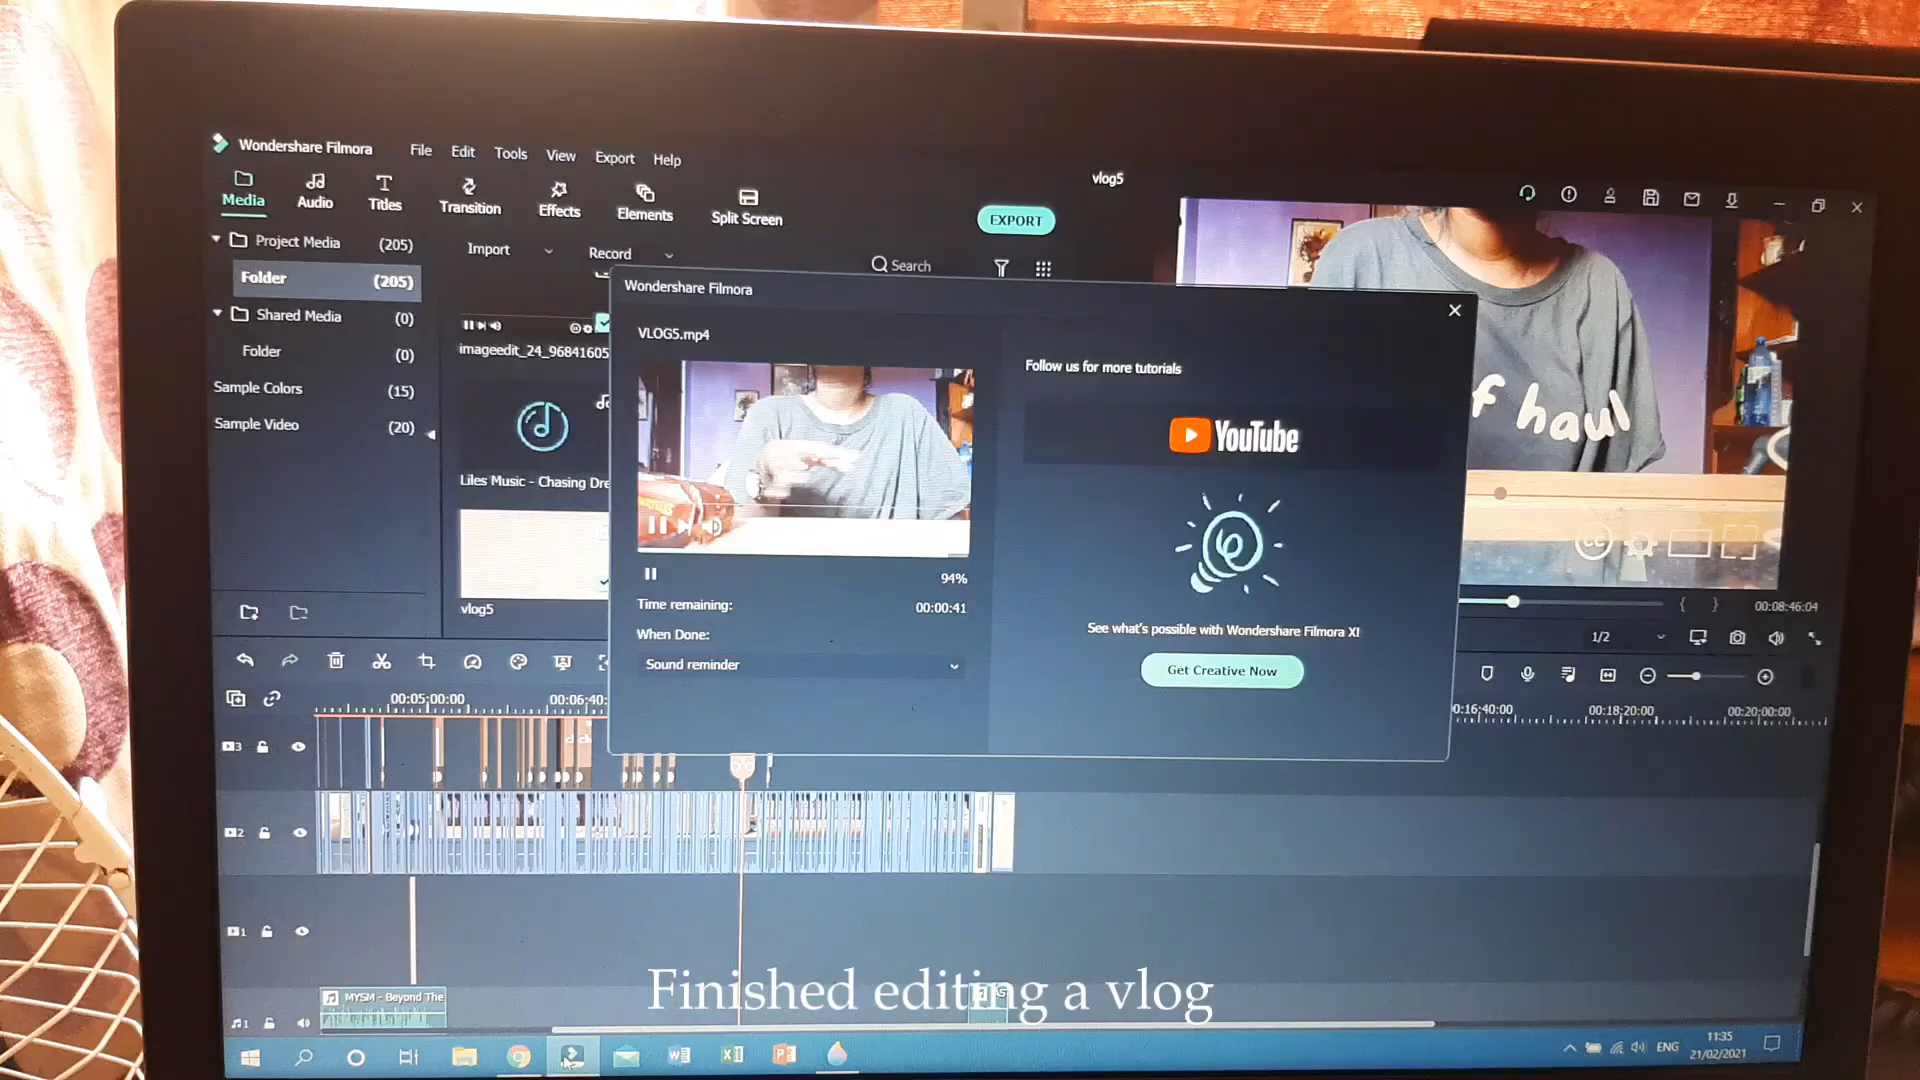 Wondershare Filmora
File Edit Tools View Export Help
vlog5
Media Audio Titles Transition Effects Elements Split Screen
EXPORT
Project Media (205)
Folder (205)
Shared Media (0)
Folder (0)
Sample Colors (15)
Sample Video (20)
Import Record Search
imageedit_24_96841605
Liles Music - Chasing Dre
vlog5
Wondershare Filmora
VLOG5.mp4
94%
Time remaining: 00:00:41
When Done:
Sound reminder
Follow us for more tutorials
YouTube
See what's possible with Wondershare Filmora X!
Get Creative Now
f haul
CC
00:08:46:04
1/2
00:05:00:00 00:06:40: 0:16:40:00 00:18:20:00 00:20:00:00
3
2
1
MYSM - Beyond The
1
Finished editing a vlog
ENG
11:35
21/02/2021